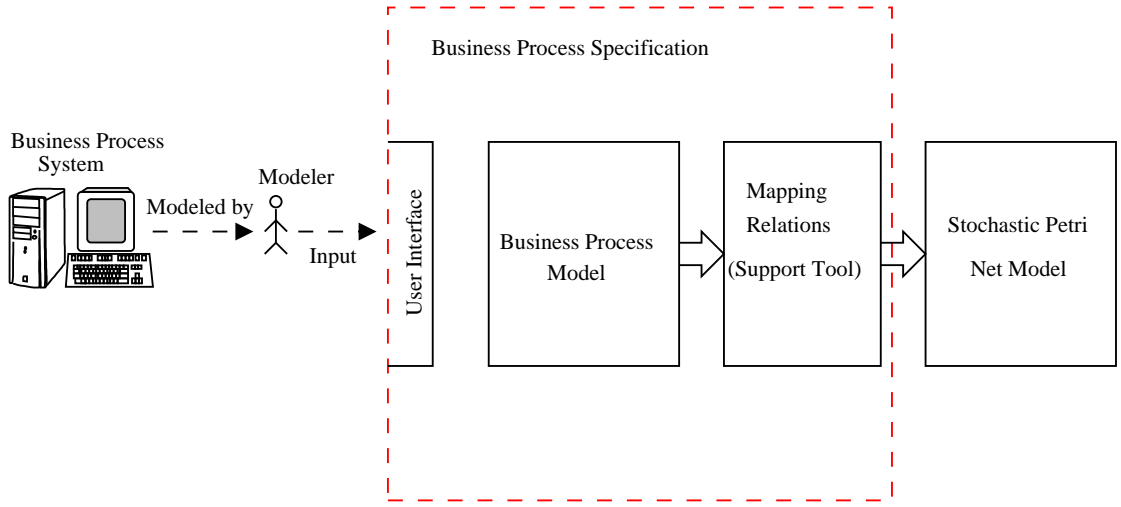 Business Process Specification
Business Process
System
Modeled by
Modeler
Input
User Interface
Business Process
Model
Mapping
Relations
(Support Tool)
Stochastic Petri
Net Model